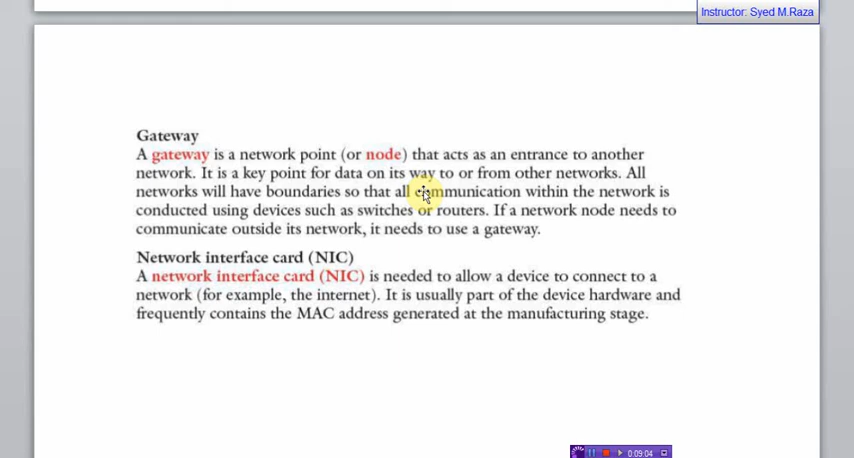 Instructor: Syed M.Raza
Gateway
A gateway is a network point (or node) that acts as an entrance to another
network. It is a key point for data on its way to or from other networks. All
networks will have boundaries so that all communication within the network is
conducted using devices such as switches or routers. If a network node needs to
communicate outside its network, it needs to use a gateway.
Network interface card (NIC)
A network interface card (NIC) is needed to allow a device to connect to a
network (for example, the internet). It is usually part of the device hardware and
frequently contains the MAC address generated at the manufacturing stage.
0:09:04